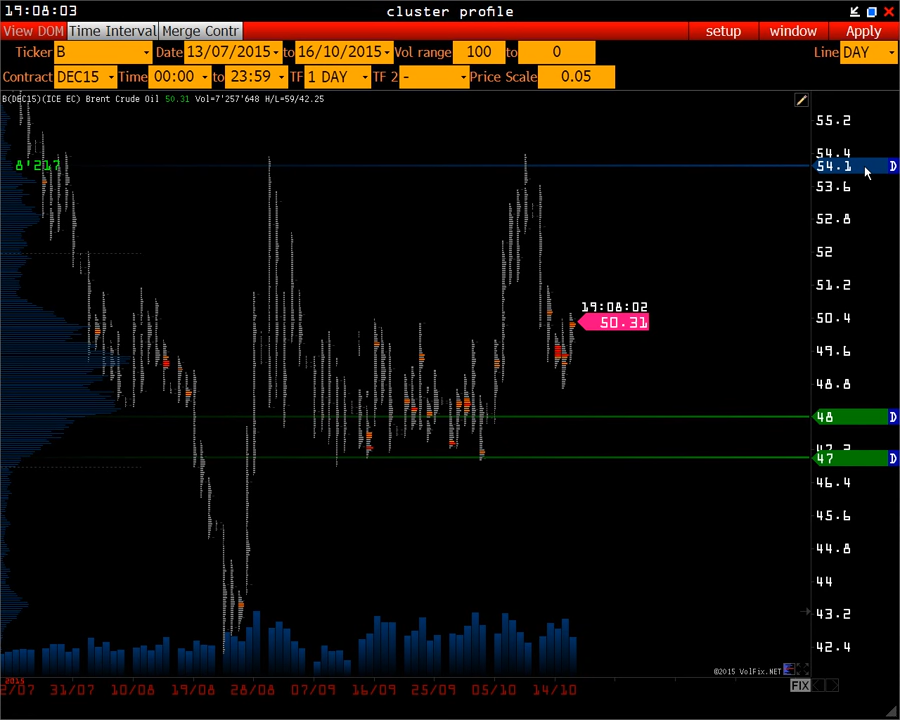 19:08:03 cluster profile
View DOM Time Interval Merge Contr setup window Apply
Ticker B Date 13/07/2015 to 16/10/2015 Vol range 100 to 0 Line DAY
Contract DEC15 Time 00:00 to 23:59 TF 1 DAY TF 2 - Price Scale 0.05
B(DEC15)(ICE EC) Brent Crude Oil 50.31 Vol=7'257'648 H/L=59/42.25
55.2
54.4
8'217 54.1 D
53.6
52.8
52
51.2
19:08:02
50.4
50.31
49.6
48.8
48 D
47 D
46.4
45.6
44.8
44
43.2
42.4
©2015 VolFix.NET
2015 FIX
2/07 31/07 10/08 19/08 28/08 07/09 16/09 25/09 05/10 14/10